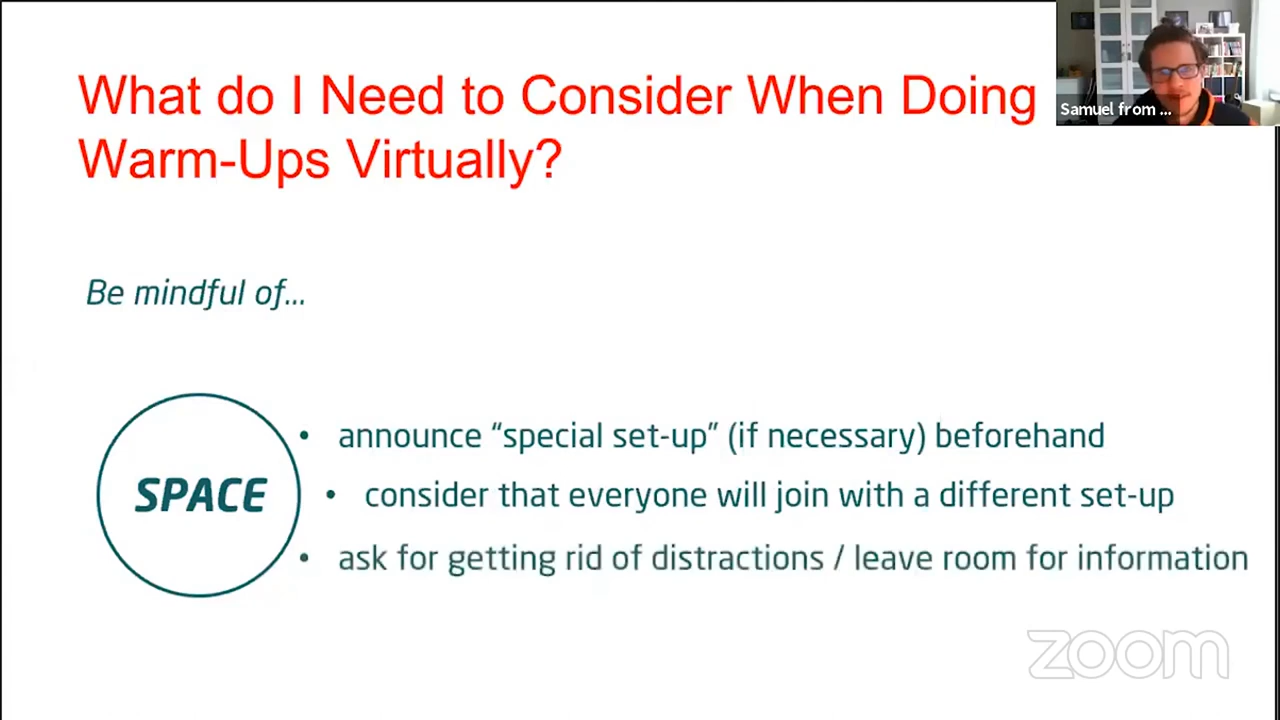 What do I Need to Consider When Doing
Warm-Ups Virtually?
Samuel from ...
Be mindful of...
SPACE
• announce “special set-up” (if necessary) beforehand
• consider that everyone will join with a different set-up
• ask for getting rid of distractions / leave room for information
zoom